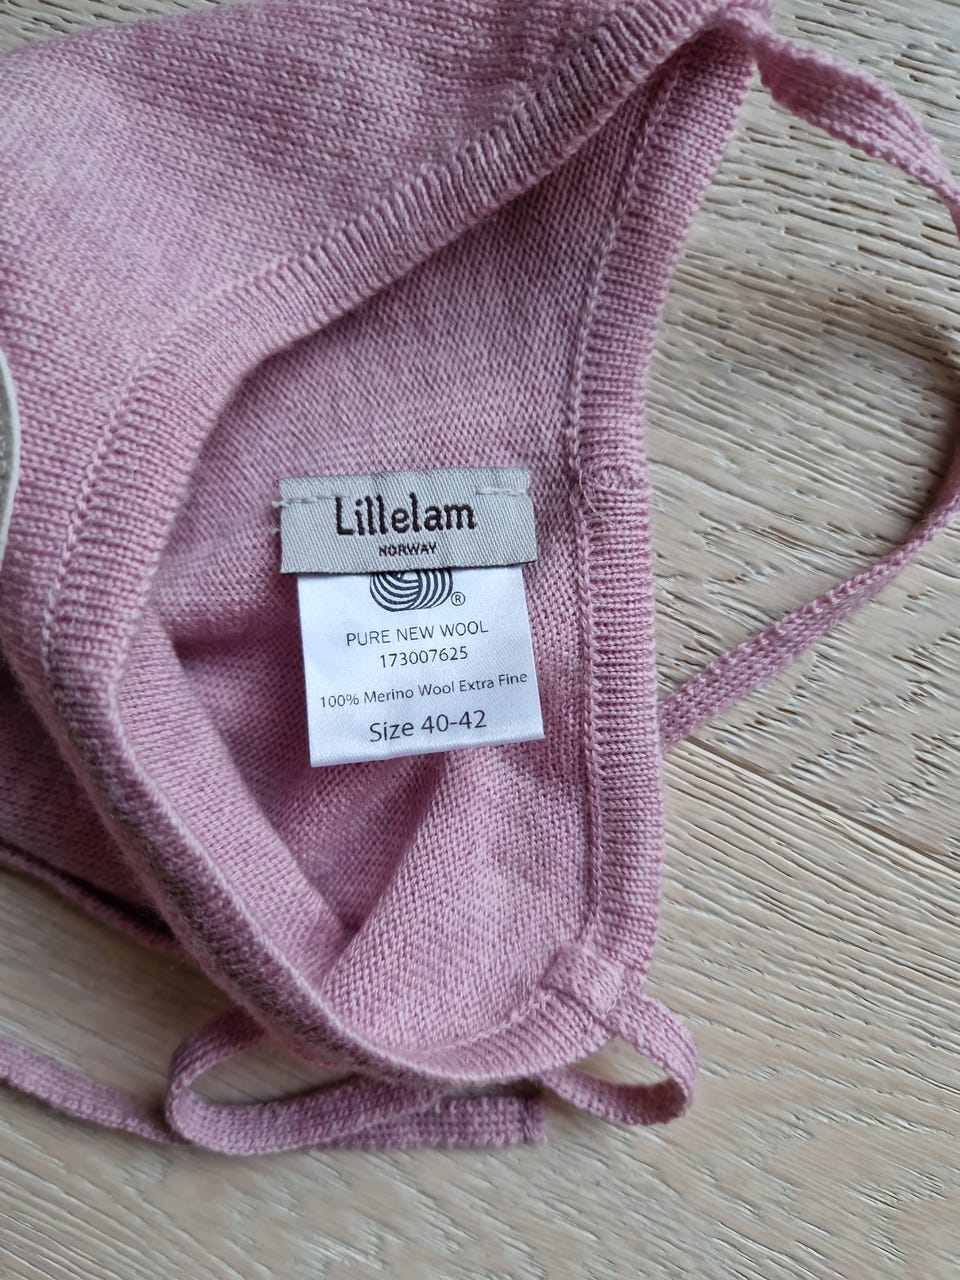 Lillelam
NORWAY
®
PURE NEW WOOL
173007625
100% Merino Wool Extra Fine
Size 40-42